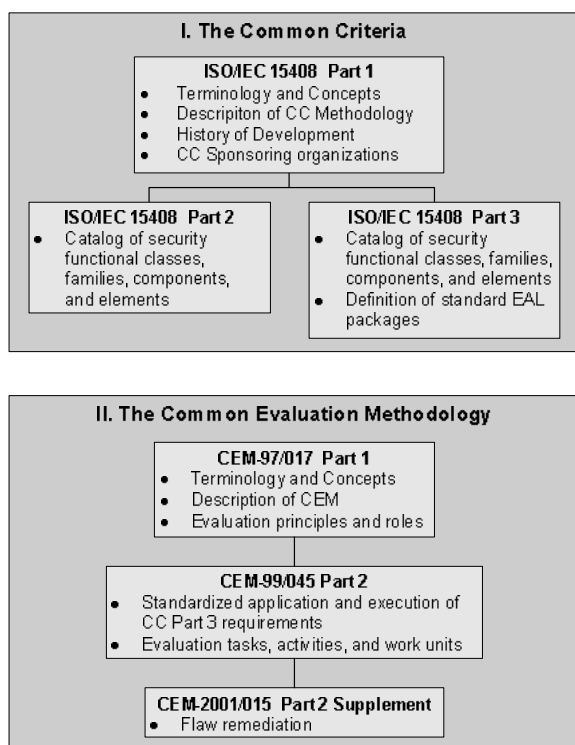 I. The Common Criteria
ISO/IEC 15408 Part 1
● Terminology and Concepts
● Descripiton of CC Methodology
● History of Development
● CC Sponsoring organizations
ISO/IEC 15408 Part 2
● Catalog of security
functional classes,
families, components,
and elements
ISO/IEC 15408 Part 3
● Catalog of security
functional classes, families,
components, and elements
● Definition of standard EAL
packages
II. The Common Evaluation Methodology
CEM-97/017 Part 1
● Terminology and Concepts
● Description of CEM
● Evaluation principles and roles
CEM-99/045 Part 2
● Standardized application and execution of
CC Part 3 requirements
● Evaluation tasks, activities, and work units
CEM-2001/015 Part 2 Supplement
● Flaw remediation